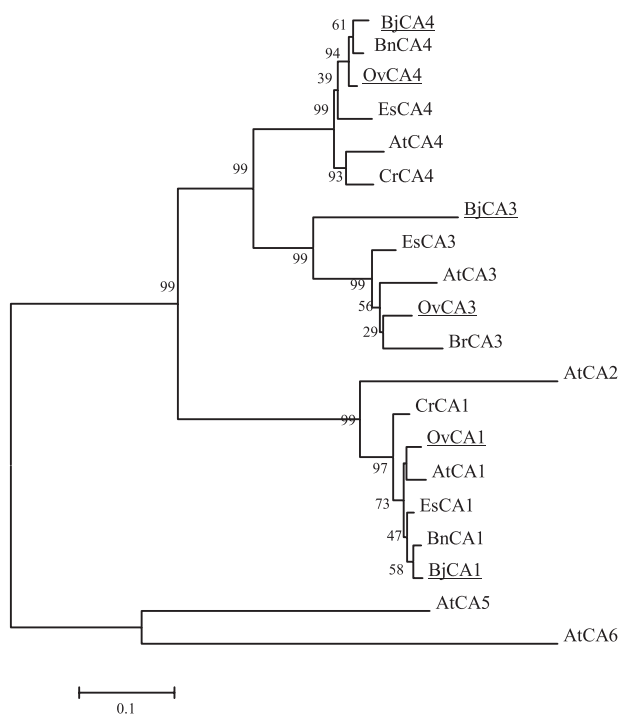 61
BjCA4
94
BnCA4
39
OvCA4
99
EsCA4
AtCA4
99
93
CrCA4
BjCA3
99
EsCA3
99
AtCA3
99
56
OvCA3
29
BrCA3
AtCA2
99
CrCA1
OvCA1
97
AtCA1
73
EsCA1
47
BnCA1
58
BjCA1
AtCA5
AtCA6
0.1